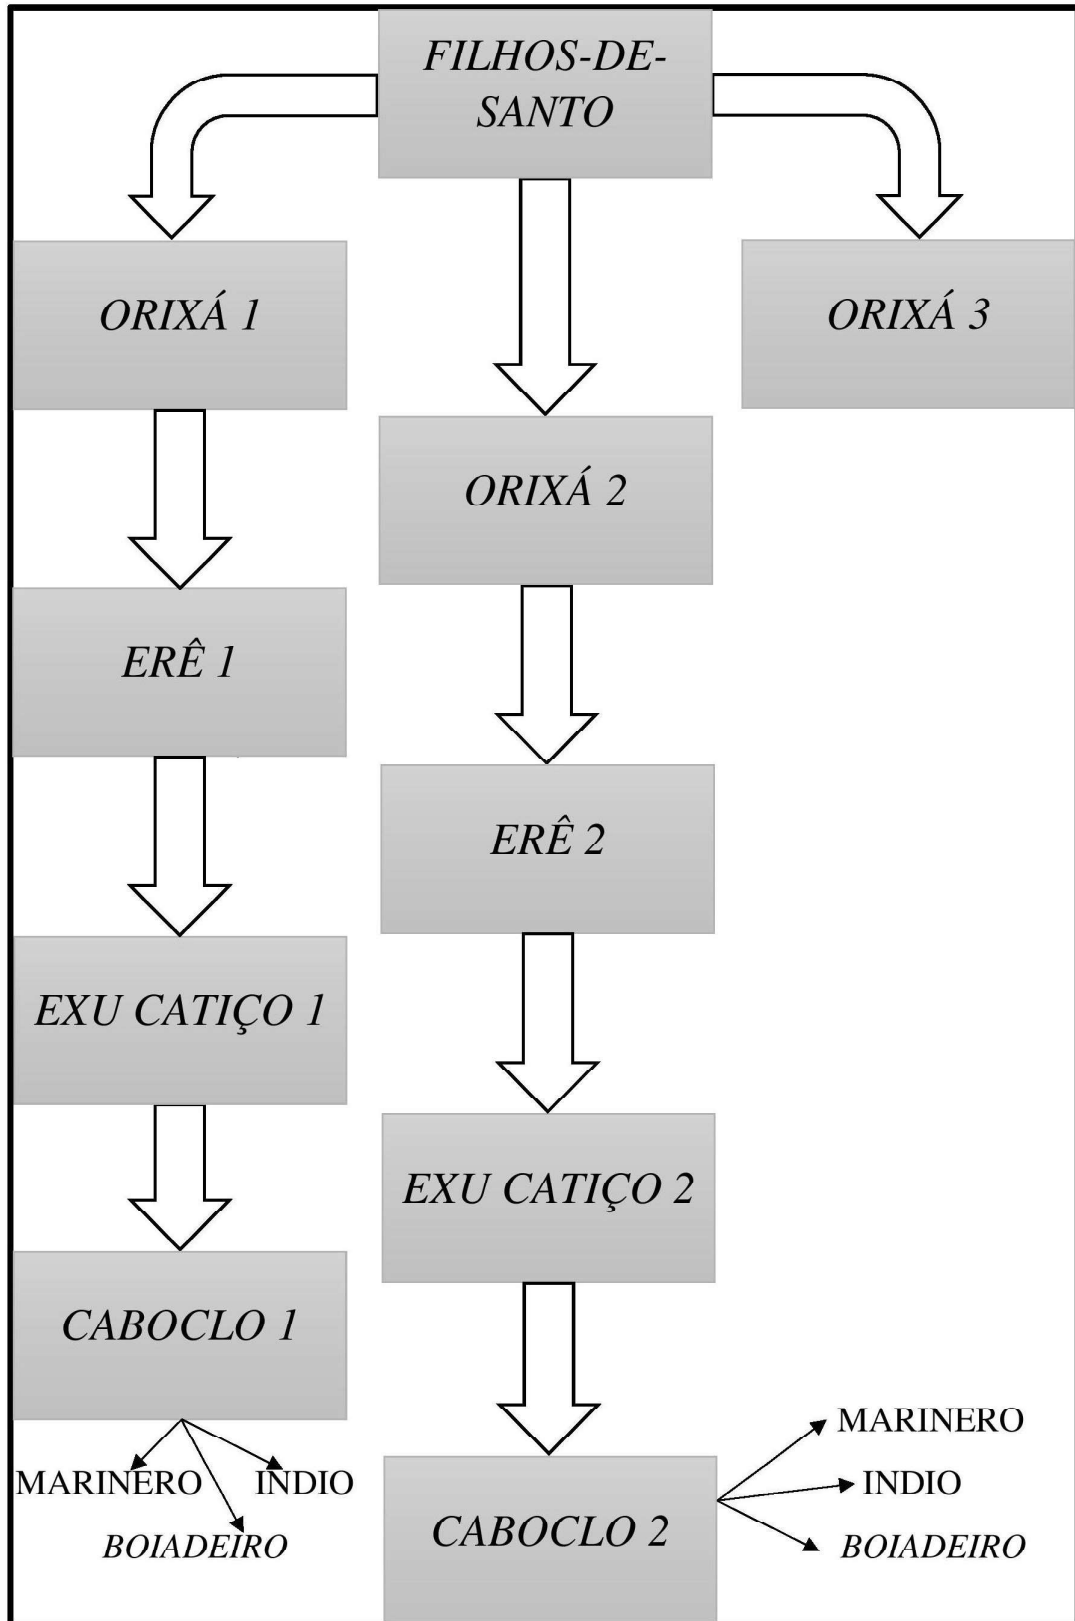 FILHOS-DE-
SANTO
ORIXÁ 1
ORIXÁ 3
ORIXÁ 2
ERÊ 1
ERÊ 2
EXU CATIÇO 1
EXU CATIÇO 2
CABOCLO 1
MARINERO
INDIO
BOIADEIRO
CABOCLO 2
MARINERO
INDIO
BOIADEIRO